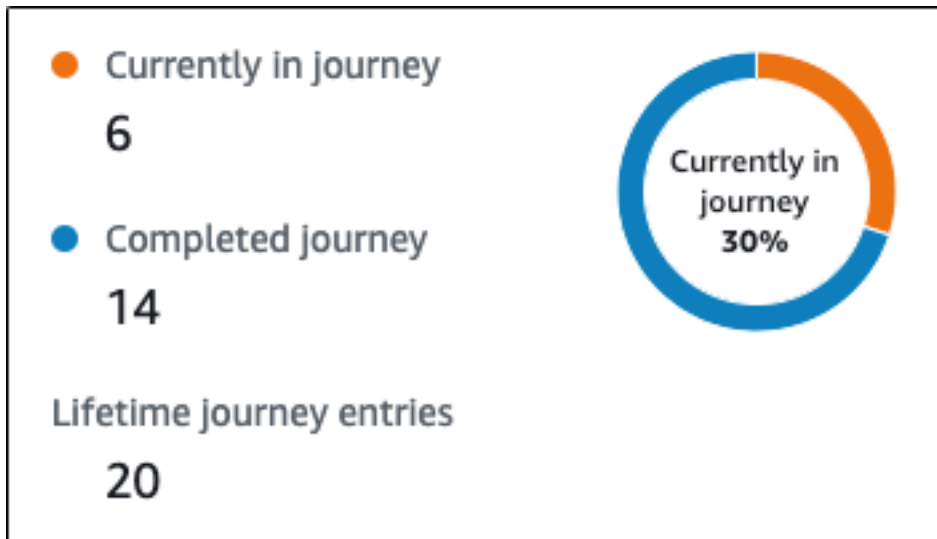 Currently in journey
6
Completed journey
14
Lifetime journey entries
20
Currently in
journey
30%